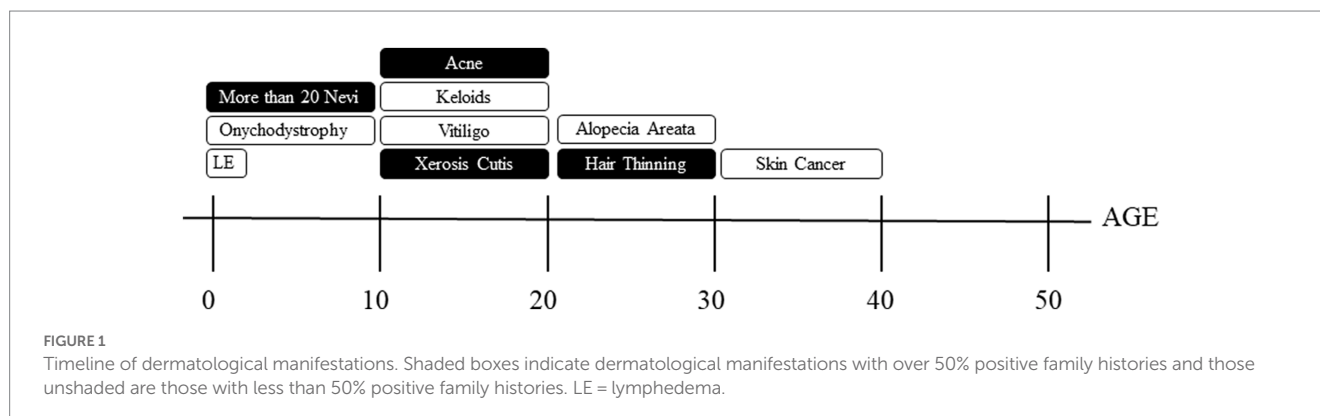 Acne
More than 20 Nevi Keloids
Onychodystrophy Vitiligo Alopecia Areata
LE Xerosis Cutis Hair Thinning Skin Cancer
AGE
0 10 20 30 40 50
FIGURE 1
Timeline of dermatological manifestations. Shaded boxes indicate dermatological manifestations with over 50% positive family histories and those
unshaded are those with less than 50% positive family histories. LE = lymphedema.